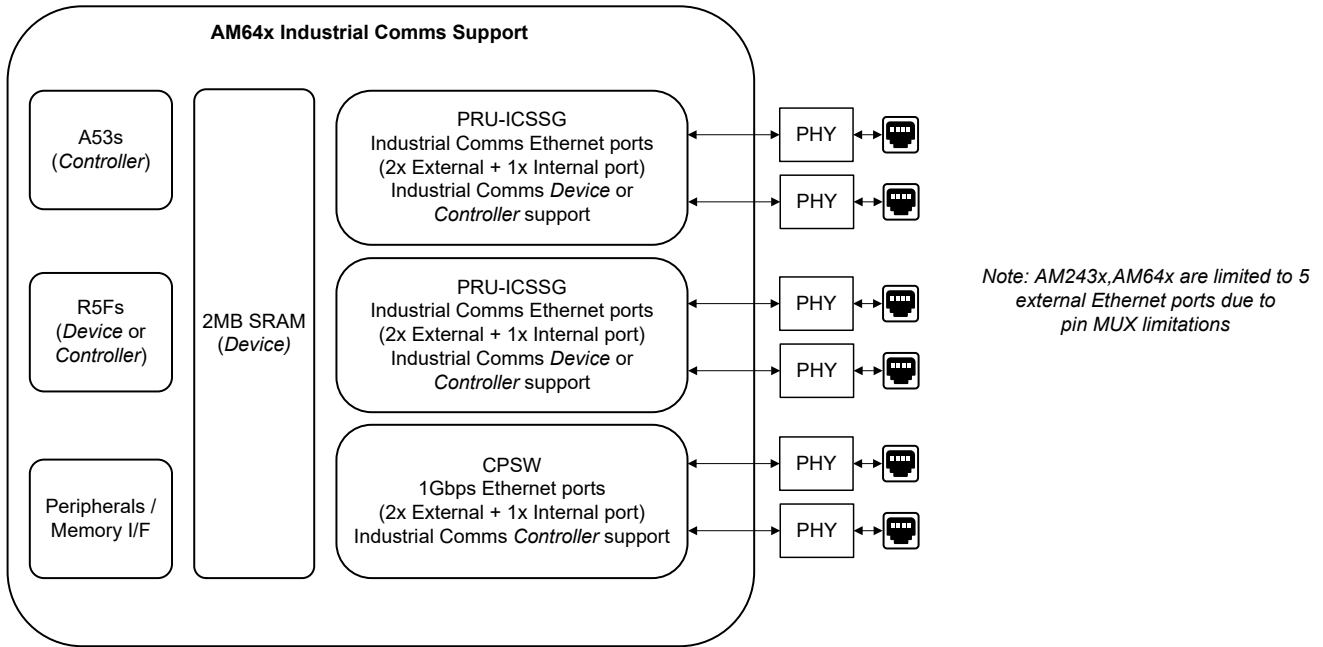 AM64x Industrial Comms Support
A53s
(Controller)
R5Fs
(Device or
Controller)
Peripherals /
Memory I/F
2MB SRAM
(Device)
PRU-ICSSG
Industrial Comms Ethernet ports
(2x External + 1x Internal port)
Industrial Comms Device or
Controller support
PRU-ICSSG
Industrial Comms Ethernet ports
(2x External + 1x Internal port)
Industrial Comms Device or
Controller support
CPSW
1Gbps Ethernet ports
(2x External + 1x Internal port)
Industrial Comms Controller support
PHY
PHY
PHY
PHY
PHY
PHY
Note: AM243x,AM64x are limited to 5
external Ethernet ports due to
pin MUX limitations